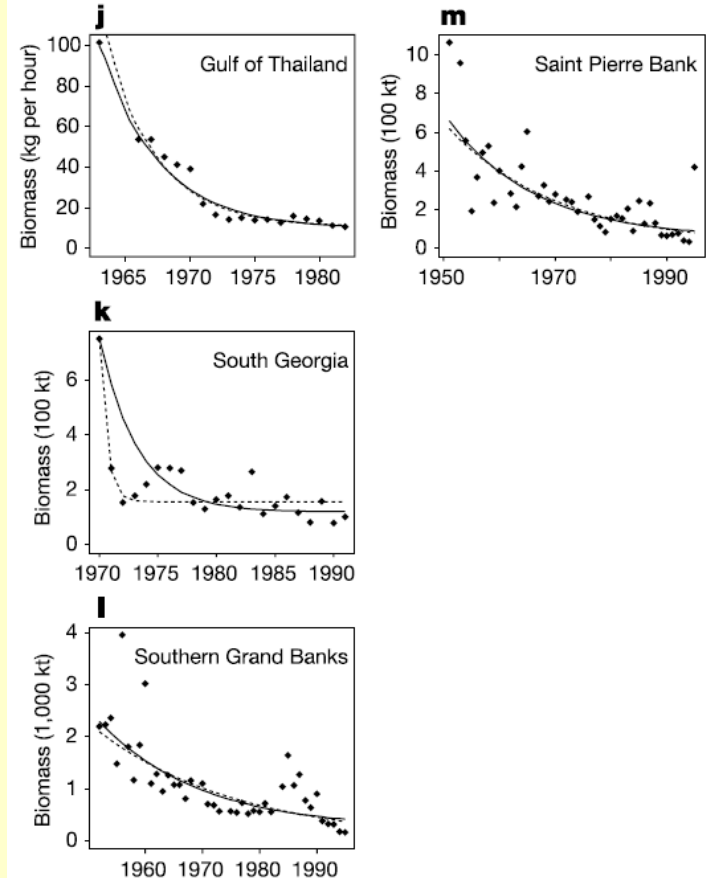 j
Gulf of Thailand
Biomass (kg per hour)
100
80
60
40
20
0
1965 1970 1975 1980
m
Saint Pierre Bank
Biomass (100 kt)
10
8
6
4
2
0
1950 1970 1990
k
South Georgia
Biomass (100 kt)
6
4
2
0
1970 1975 1980 1985 1990
l
Southern Grand Banks
Biomass (1,000 kt)
4
3
2
1
0
1960 1970 1980 1990